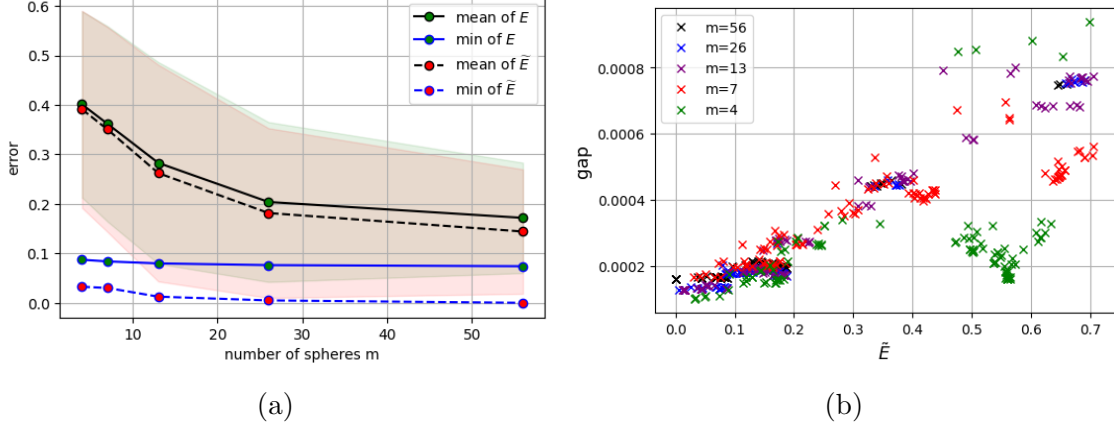 0.6
0.5
0.4
0.3
0.2
0.1
0.0
error
10
20
30
40
50
number of spheres m
mean of E
min of E
mean of Ẽ
min of Ẽ
(a)
0.0008
0.0006
0.0004
0.0002
gap
0.0
0.1
0.2
0.3
0.4
0.5
0.6
0.7
Ẽ
m=56
m=26
m=13
m=7
m=4
(b)